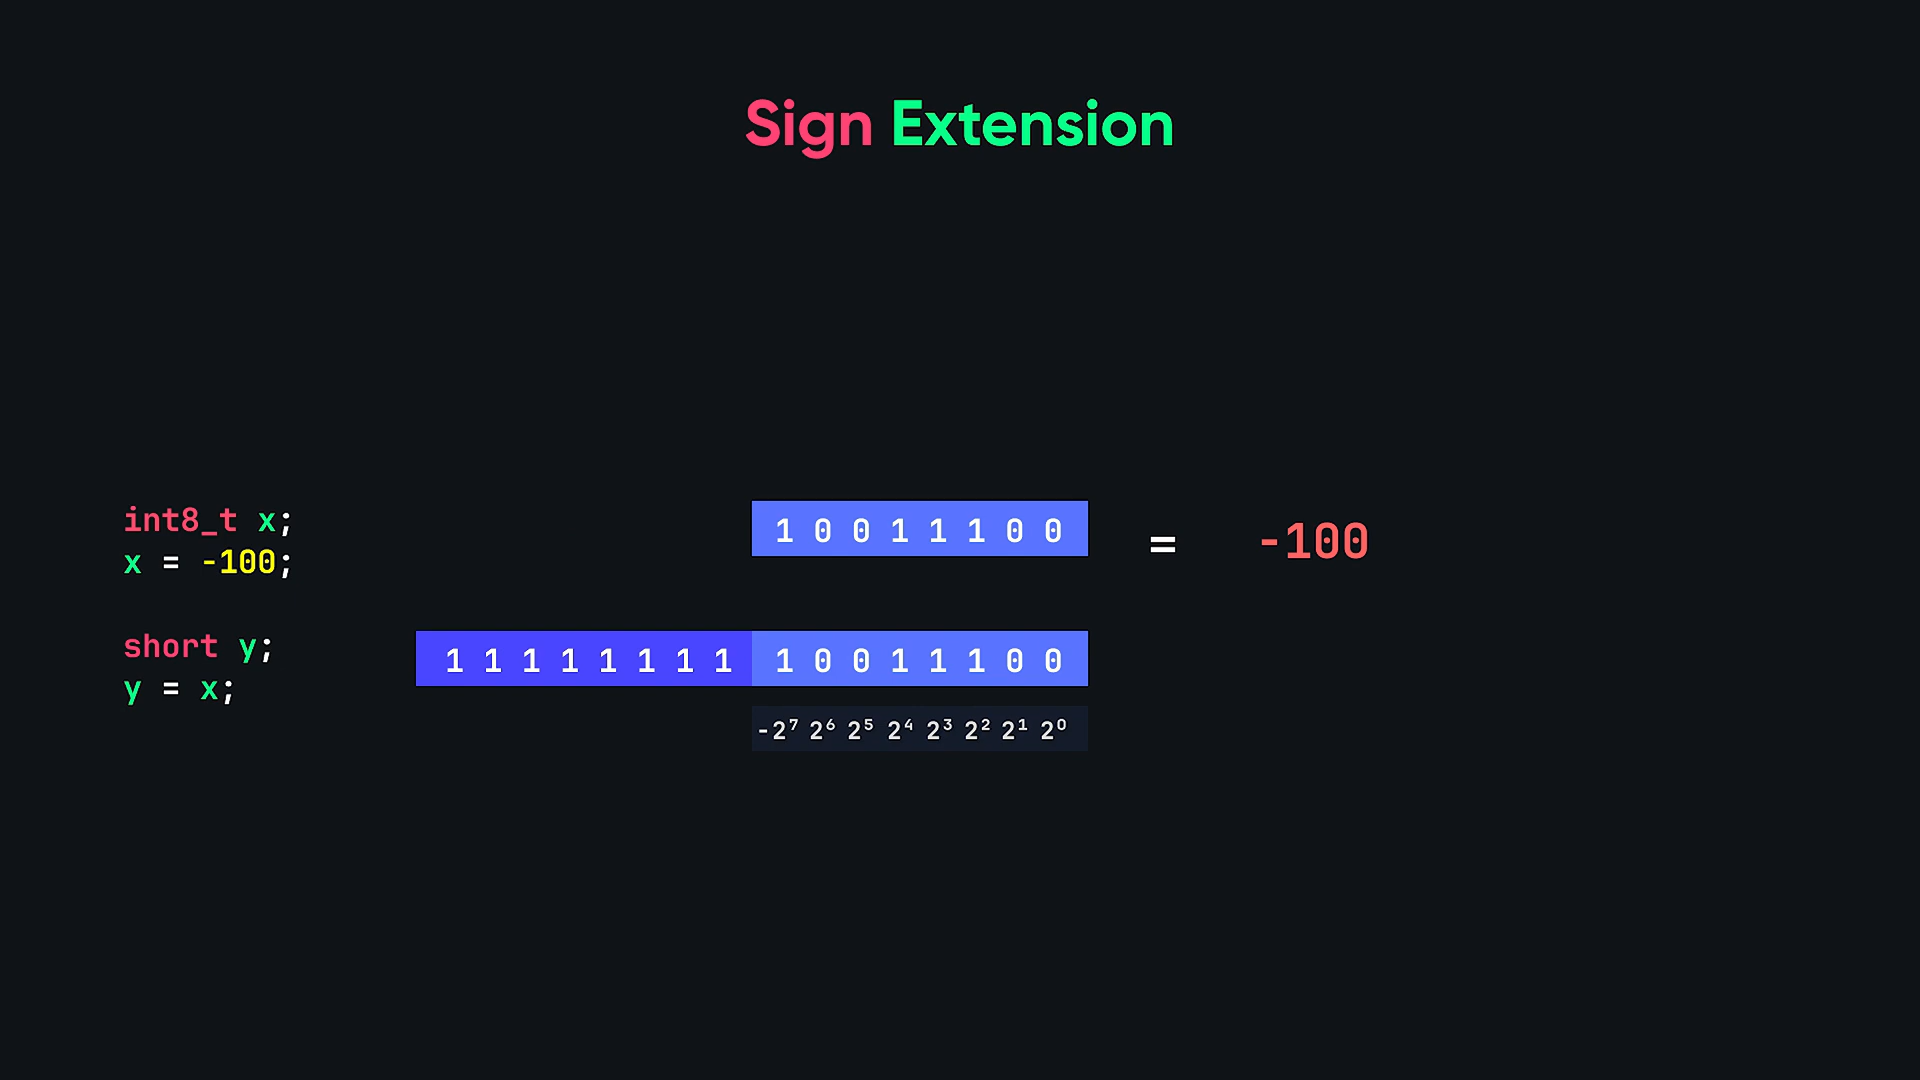 Sign Extension
int8_t x;
x = -100;
1 0 0 1 1 1 0 0 = -100
short y;
y = x;
1 1 1 1 1 1 1 1 1 0 0 1 1 1 0 0
-2⁷ 2⁶ 2⁵ 2⁴ 2³ 2² 2¹ 2⁰